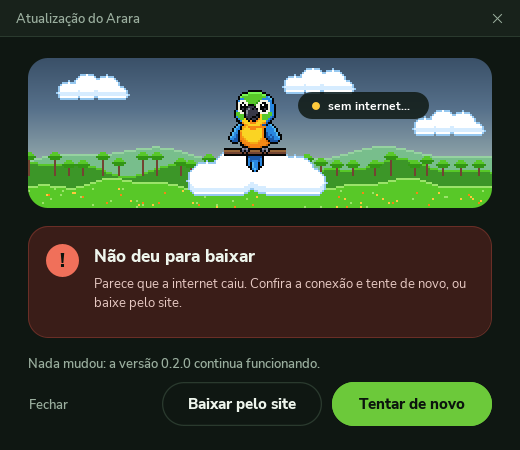 Atualização do Arara
sem internet...
!
Não deu para baixar
Parece que a internet caiu. Confira a conexão e tente de novo, ou
baixe pelo site.
Nada mudou: a versão 0.2.0 continua funcionando.
Fechar
Baixar pelo site
Tentar de novo